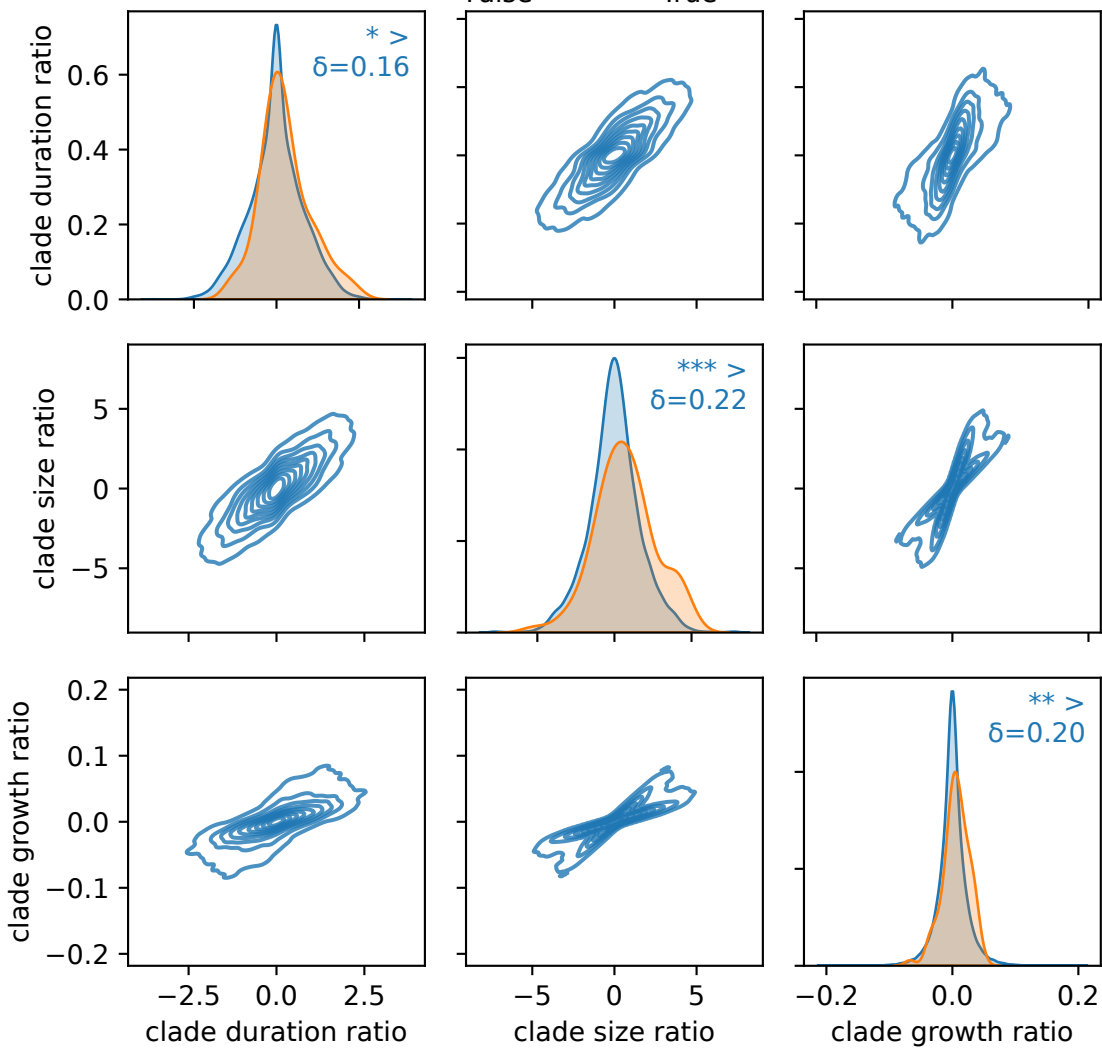 * >
δ=0.16
clade duration ratio
0.6
0.4
0.2
0.0
*** >
δ=0.22
clade size ratio
5
0
−5
** >
δ=0.20
clade growth ratio
0.2
0.1
0.0
−0.1
−0.2
−2.5 0.0 2.5 −5 0 5 −0.2 0.0 0.2
clade duration ratio clade size ratio clade growth ratio